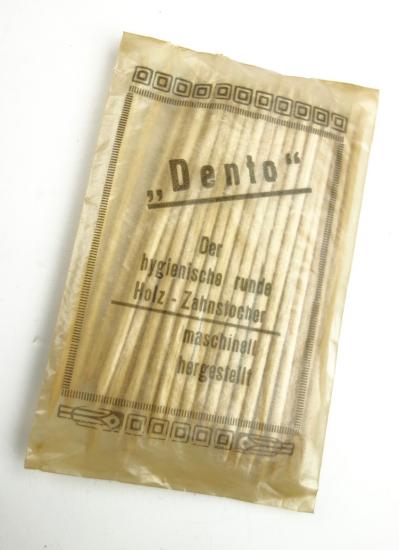 „Dento“
Der
hygienische runde
Holz - Zahnstocher
maschinell
hergestellt